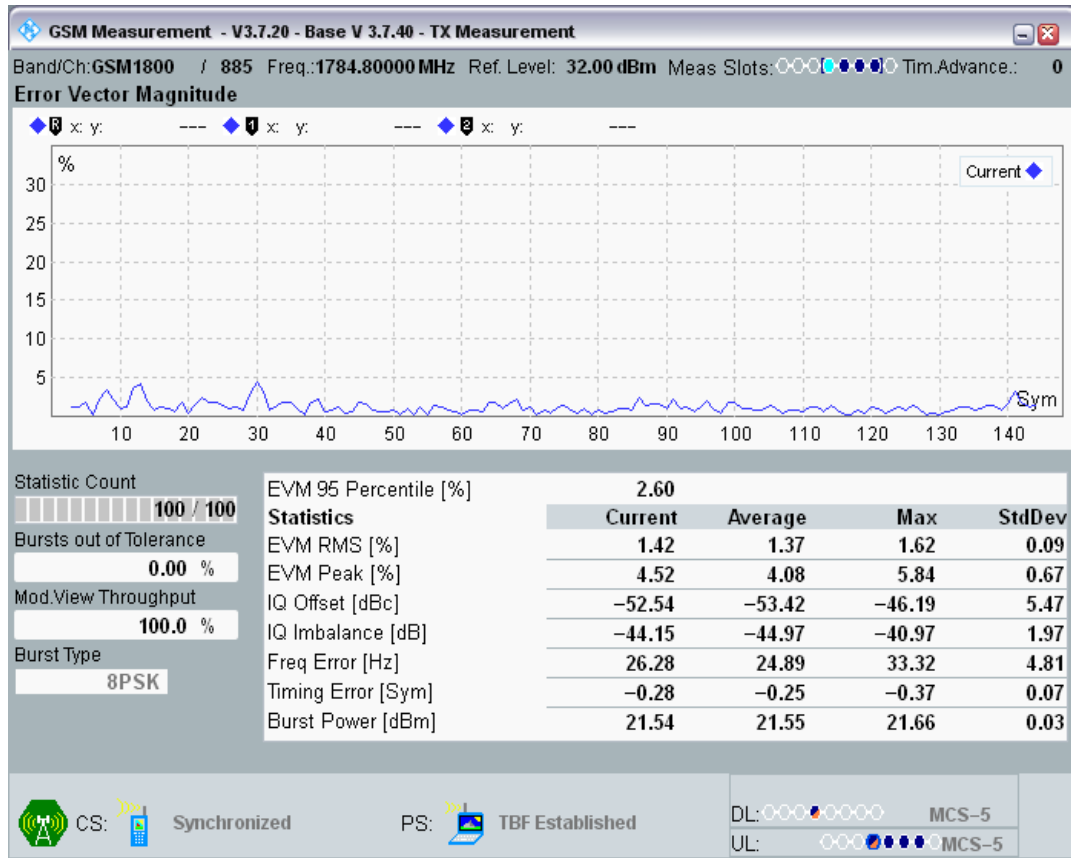 GSM Measurement - V3.7.20 - Base V 3.7.40 - TX Measurement
Band/Ch:GSM1800 / 885 Freq.:1784.80000 MHz Ref. Level: 32.00 dBm Meas Slots: Tim.Advance.: 0
Error Vector Magnitude
R x: y: --- 1 x: y: --- 2 x: y: ---
%
Current
30
25
20
15
10
5
Sym
10 20 30 40 50 60 70 80 90 100 110 120 130 140
Statistic Count
100 / 100
Bursts out of Tolerance
0.00 %
Mod.View Throughput
100.0 %
Burst Type
8PSK
EVM 95 Percentile [%] 2.60
Statistics Current Average Max StdDev
EVM RMS [%] 1.42 1.37 1.62 0.09
EVM Peak [%] 4.52 4.08 5.84 0.67
IQ Offset [dBc] −52.54 −53.42 −46.19 5.47
IQ Imbalance [dB] −44.15 −44.97 −40.97 1.97
Freq Error [Hz] 26.28 24.89 33.32 4.81
Timing Error [Sym] −0.28 −0.25 −0.37 0.07
Burst Power [dBm] 21.54 21.55 21.66 0.03
CS: Synchronized PS: TBF Established
DL: MCS−5
UL: MCS−5